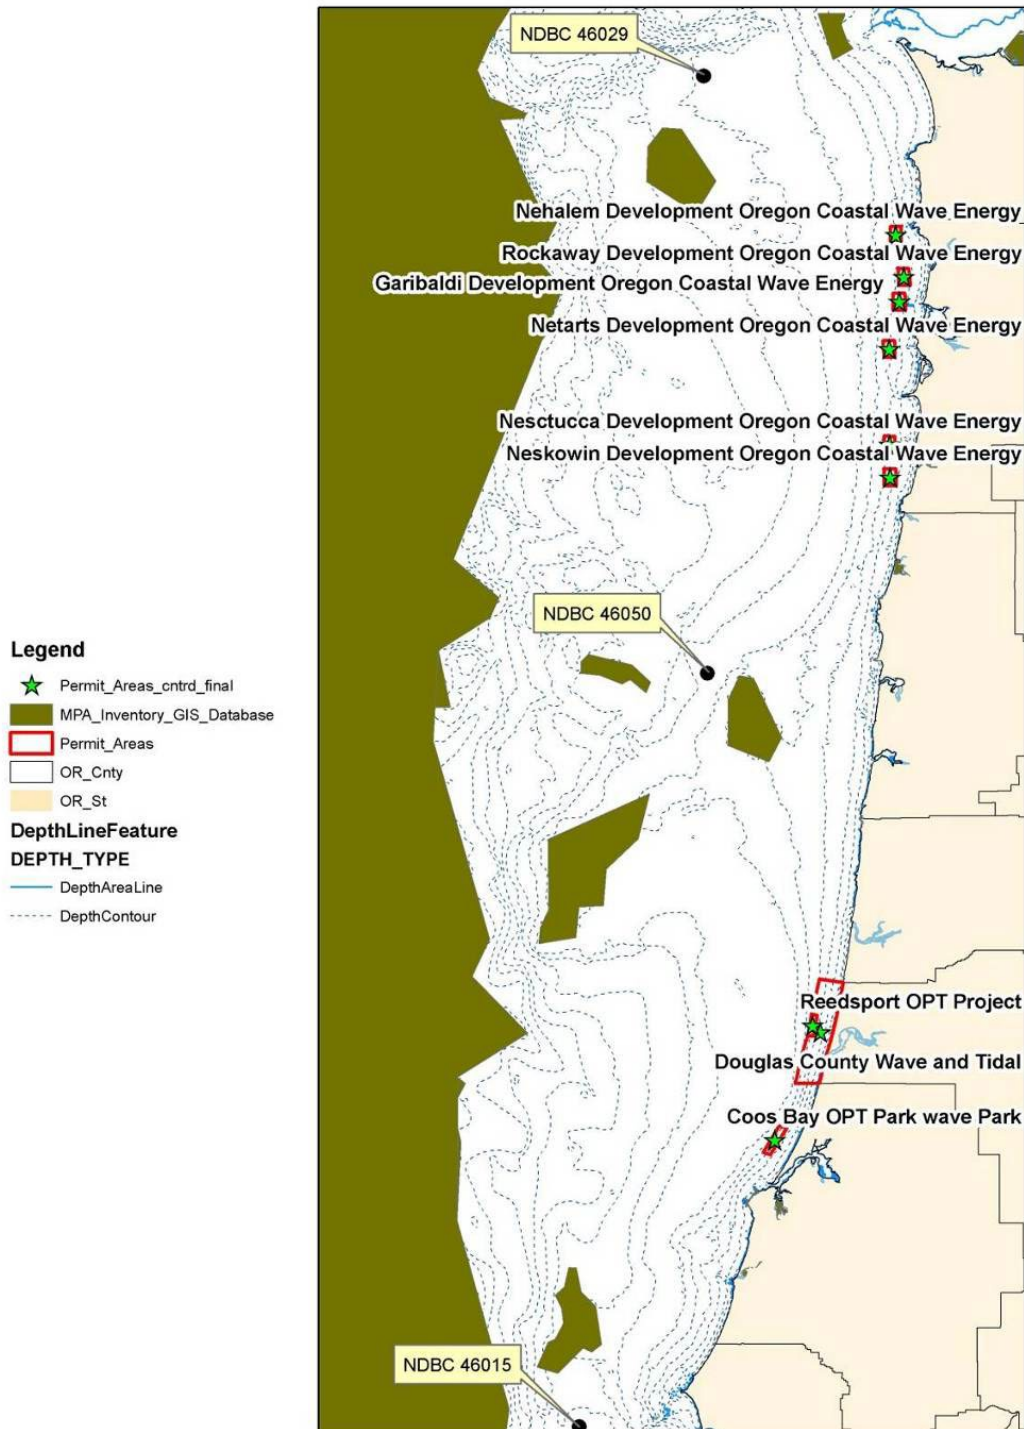 NDBC 46029
Nehalem Development Oregon Coastal Wave Energy
Rockaway Development Oregon Coastal Wave Energy
Garibaldi Development Oregon Coastal Wave Energy
Netarts Development Oregon Coastal Wave Energy
Nesctucca Development Oregon Coastal Wave Energy
Neskowin Development Oregon Coastal Wave Energy
NDBC 46050
Legend
Permit_Areas_cntrd_final
MPA_Inventory_GIS_Database
Permit_Areas
OR_Cnty
OR_St
DepthLineFeature
DEPTH_TYPE
DepthAreaLine
DepthContour
Reedsport OPT Project
Douglas County Wave and Tidal
Coos Bay OPT Park wave Park
NDBC 46015